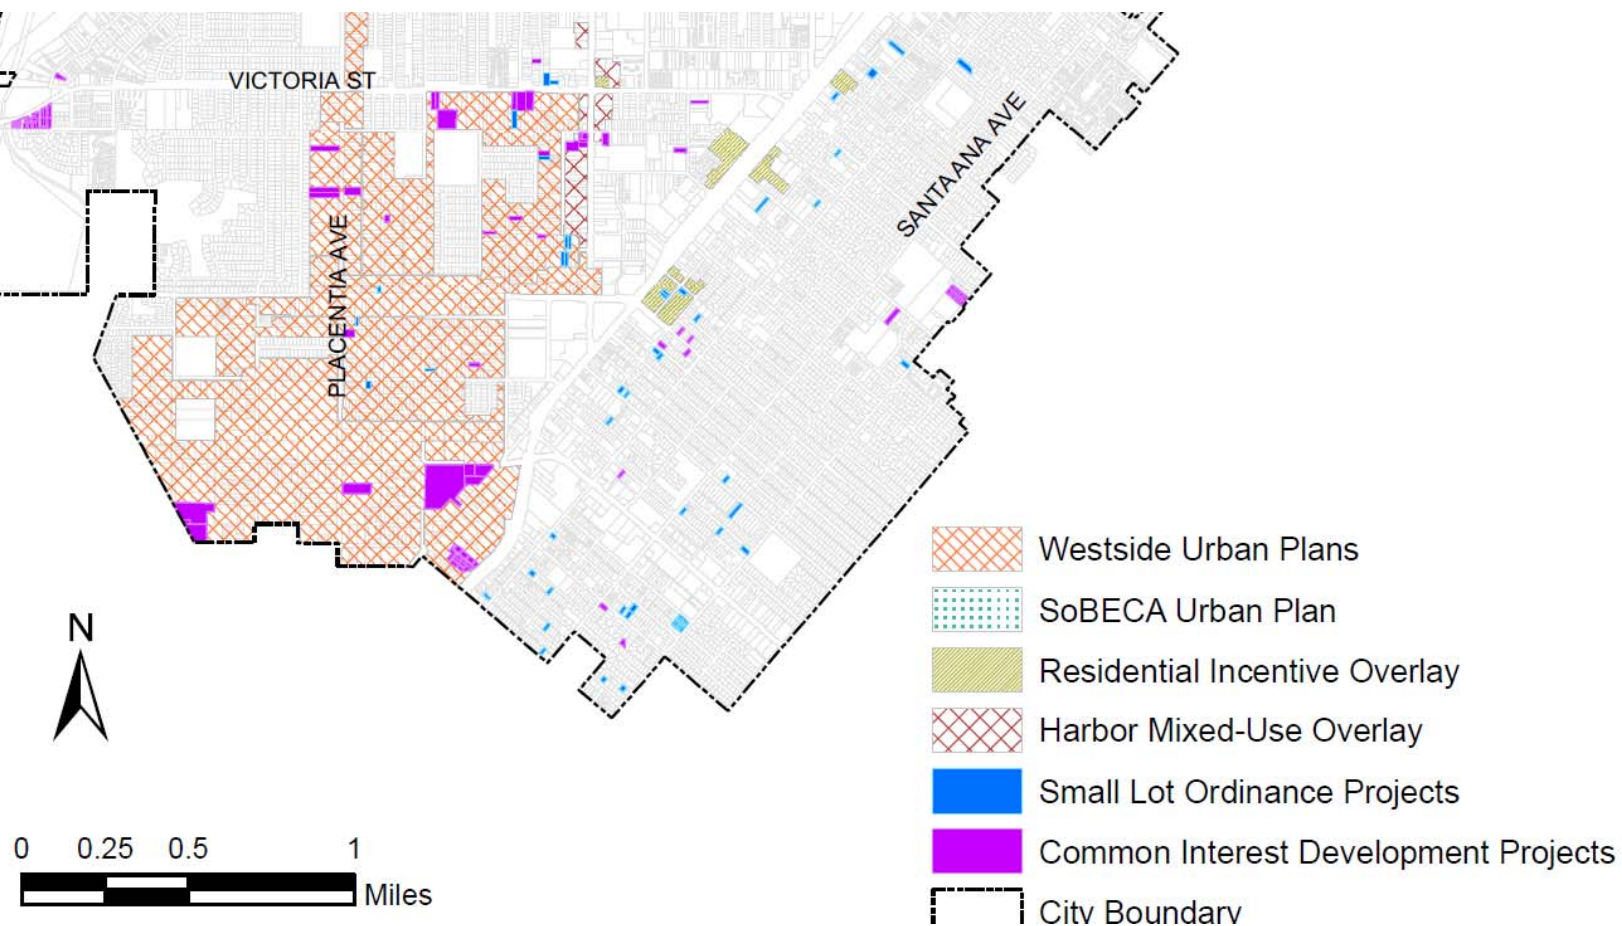 VICTORIA ST
SANTA ANA AVE
PLACENTIA AVE
N
0 0.25 0.5 1
Miles
Westside Urban Plans
SoBECA Urban Plan
Residential Incentive Overlay
Harbor Mixed-Use Overlay
Small Lot Ordinance Projects
Common Interest Development Projects
City Boundary